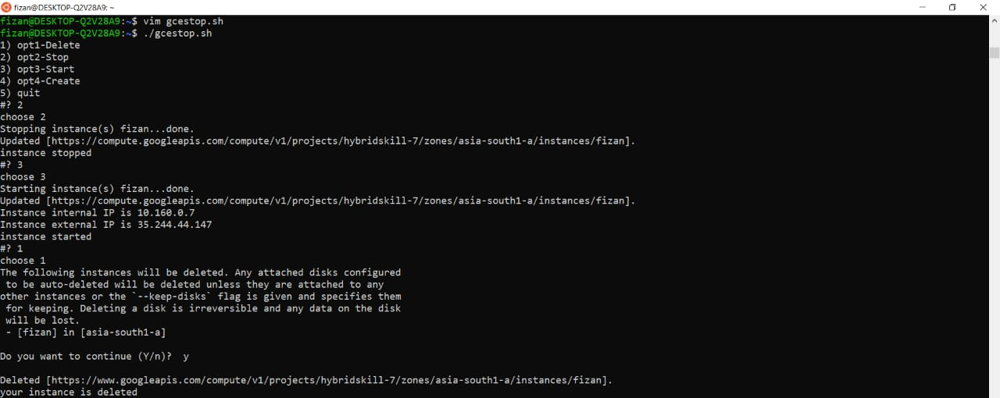 fizan@DESKTOP-Q2V28A9: ~
fizan@DESKTOP-Q2V28A9:~$ vim gcestop.sh
fizan@DESKTOP-Q2V28A9:~$ ./gcestop.sh
1) opt1-Delete
2) opt2-Stop
3) opt3-Start
4) opt4-Create
5) quit
#? 2
choose 2
Stopping instance(s) fizan...done.
Updated [https://compute.googleapis.com/compute/v1/projects/hybridskill-7/zones/asia-south1-a/instances/fizan].
instance stopped
#? 3
choose 3
Starting instance(s) fizan...done.
Updated [https://compute.googleapis.com/compute/v1/projects/hybridskill-7/zones/asia-south1-a/instances/fizan].
Instance internal IP is 10.160.0.7
Instance external IP is 35.244.44.147
instance started
#? 1
choose 1
The following instances will be deleted. Any attached disks configured
 to be auto-deleted will be deleted unless they are attached to any
other instances or the `--keep-disks` flag is given and specifies them
 for keeping. Deleting a disk is irreversible and any data on the disk
 will be lost.
 - [fizan] in [asia-south1-a]
Do you want to continue (Y/n)?  y
Deleted [https://www.googleapis.com/compute/v1/projects/hybridskill-7/zones/asia-south1-a/instances/fizan].
your instance is deleted